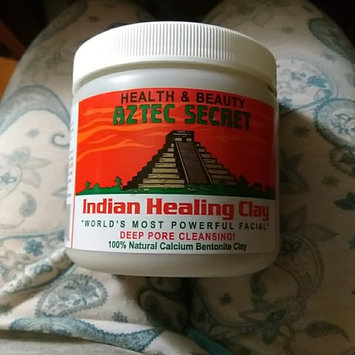 HEALTH & BEAUTY
AZTEC SECRET
Indian Healing Clay
"WORLD'S MOST POWERFUL FACIAL"
DEEP PORE CLEANSING!
100% Natural Calcium Bentonite Clay